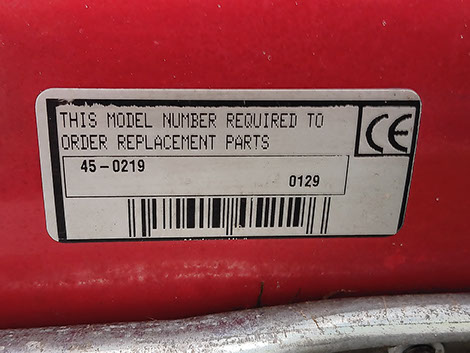 THIS MODEL NUMBER REQUIRED TO
ORDER REPLACEMENT PARTS
CE
45-0219
0129